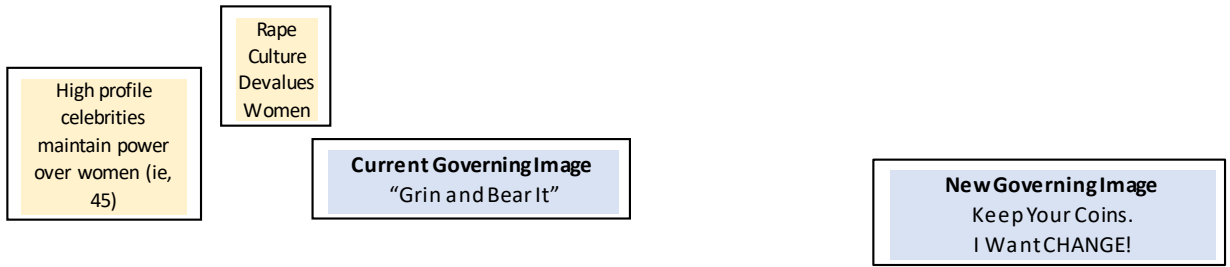 Rape
Culture
Devalues
Women
High profile
celebrities
maintain power
over women (ie,
45)
Current Governing Image
“Grin and Bear It”
New Governing Image
Keep Your Coins.
I Want CHANGE!